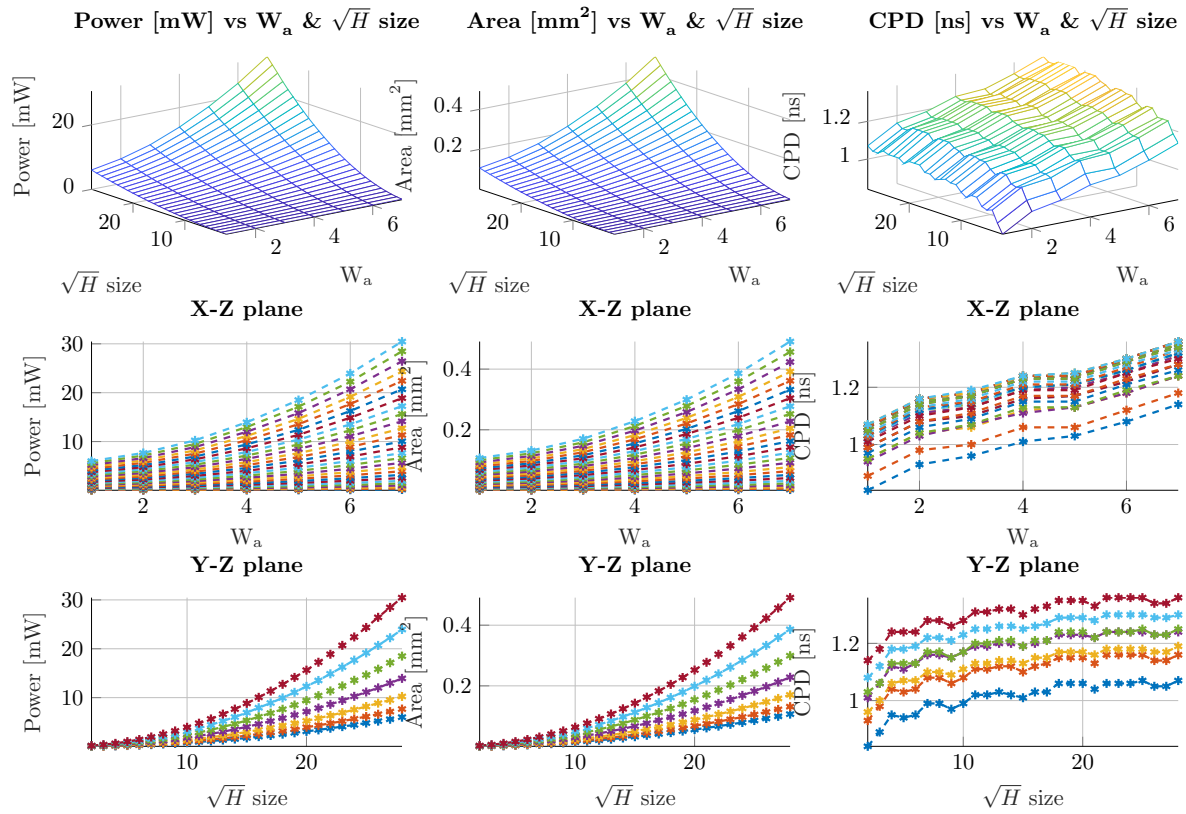 Power [mW] vs W_a & √H size
Area [mm²] vs W_a & √H size
CPD [ns] vs W_a & √H size
Power [mW]
20
0
20
10
2
4
6
√H size
W_a
Area [mm²]
0.4
0.2
20
10
2
4
6
√H size
W_a
CPD [ns]
1.2
1
20
10
2
4
6
√H size
W_a
X-Z plane
X-Z plane
X-Z plane
Power [mW]
30
20
10
2
4
6
W_a
Area [mm²]
0.4
0.2
2
4
6
W_a
CPD [ns]
1.2
1
2
4
6
W_a
Y-Z plane
Y-Z plane
Y-Z plane
Power [mW]
30
20
10
10
20
√H size
Area [mm²]
0.4
0.2
10
20
√H size
CPD [ns]
1.2
1
10
20
√H size